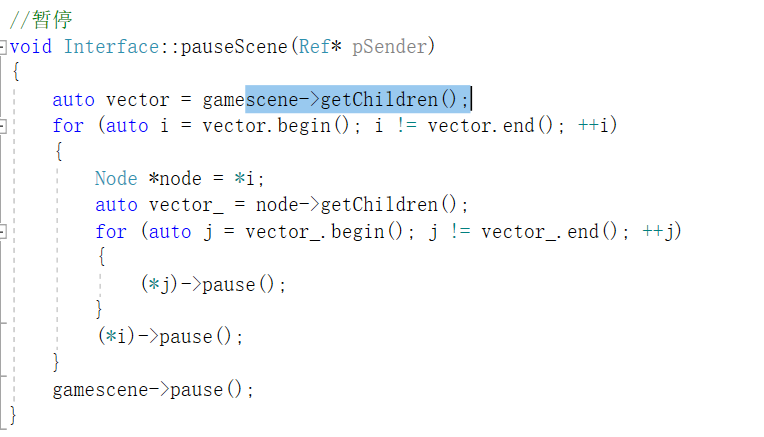 //暂停
void Interface::pauseScene(Ref* pSender)
{
    auto vector = gamescene->getChildren();
    for (auto i = vector.begin(); i != vector.end(); ++i)
    {
        Node *node = *i;
        auto vector_ = node->getChildren();
        for (auto j = vector_.begin(); j != vector_.end(); ++j)
        {
            (*j)->pause();
        }
        (*i)->pause();
    }
    gamescene->pause();
}